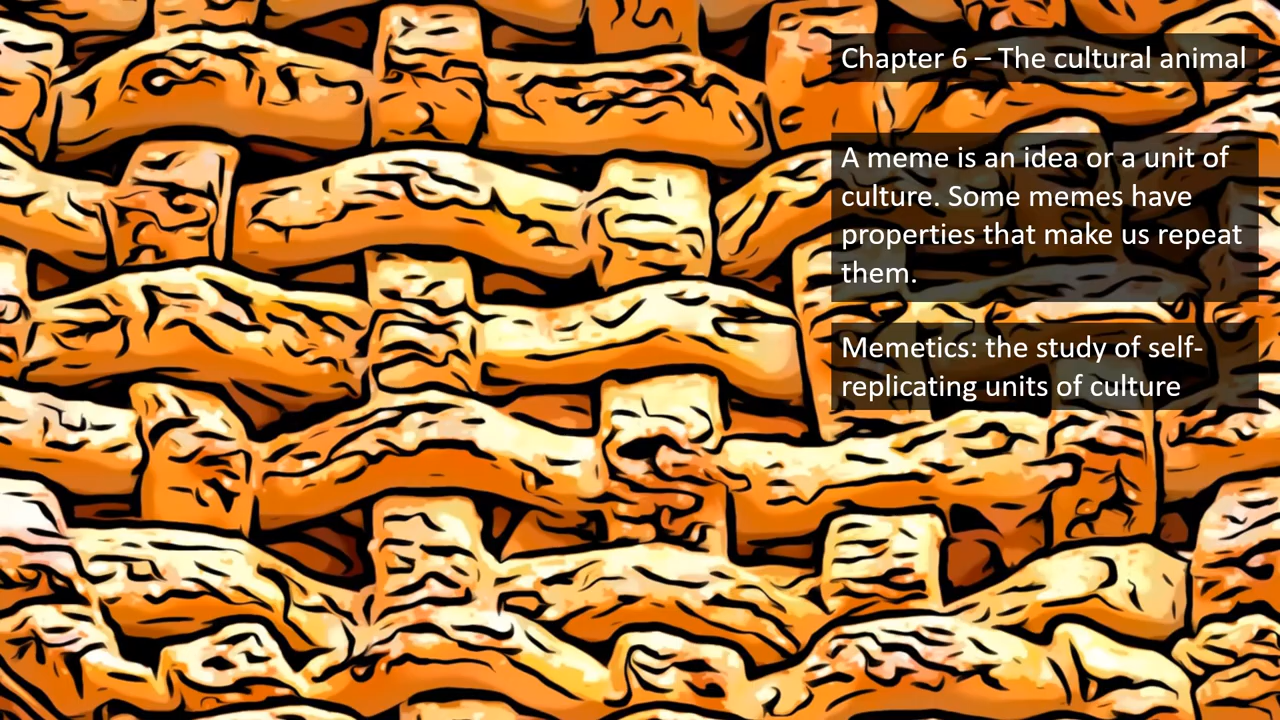 Chapter 6 – The cultural animal
A meme is an idea or a unit of
culture. Some memes have
properties that make us repeat
them.
Memetics: the study of self-
replicating units of culture